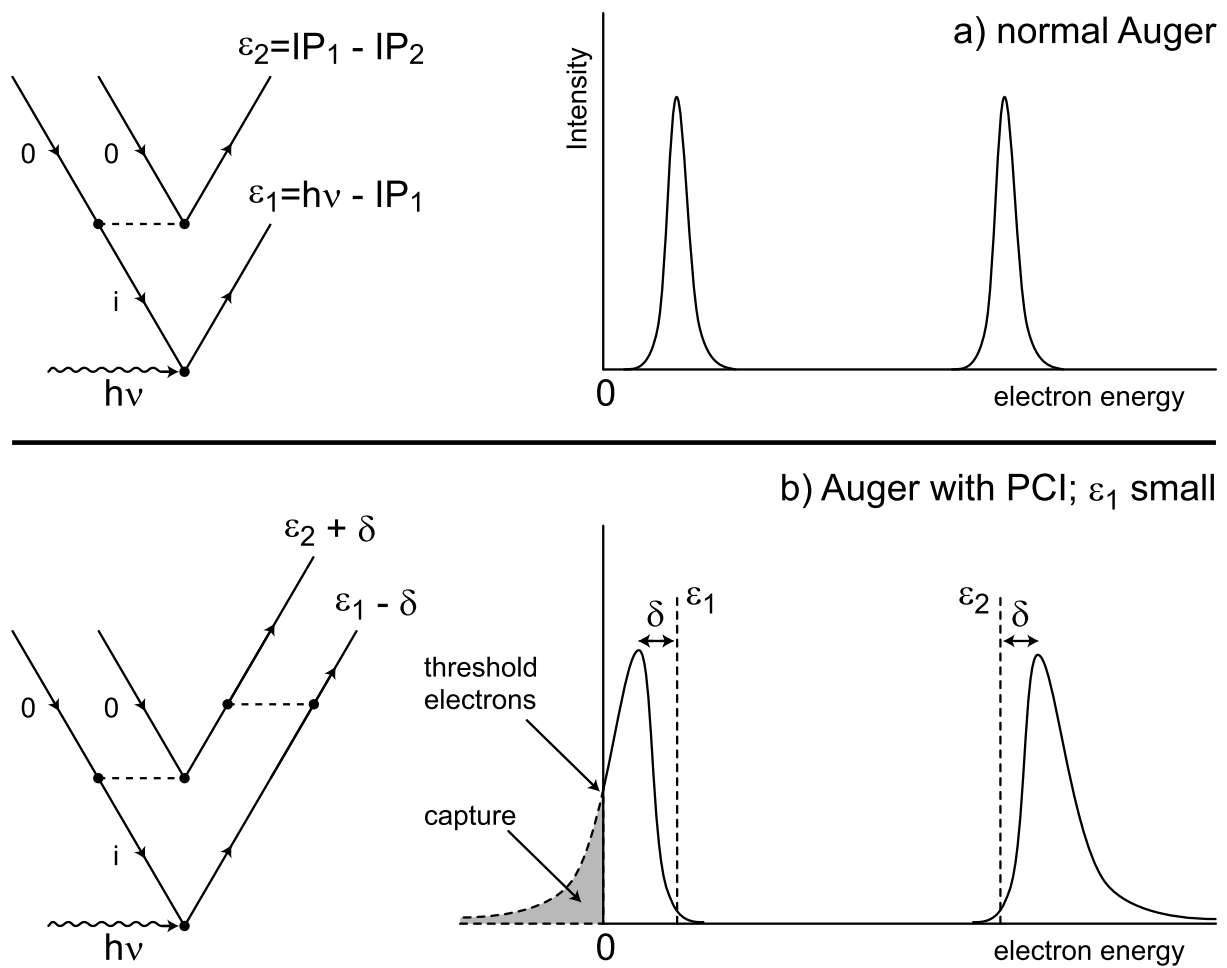 a) normal Auger
ε₂=IP₁ - IP₂
0
0
ε₁=hν - IP₁
i
hν
Intensity
0
electron energy
b) Auger with PCI; ε₁ small
ε₂ + δ
ε₁ - δ
0
0
i
hν
threshold
electrons
capture
δ
ε₁
ε₂
δ
0
electron energy